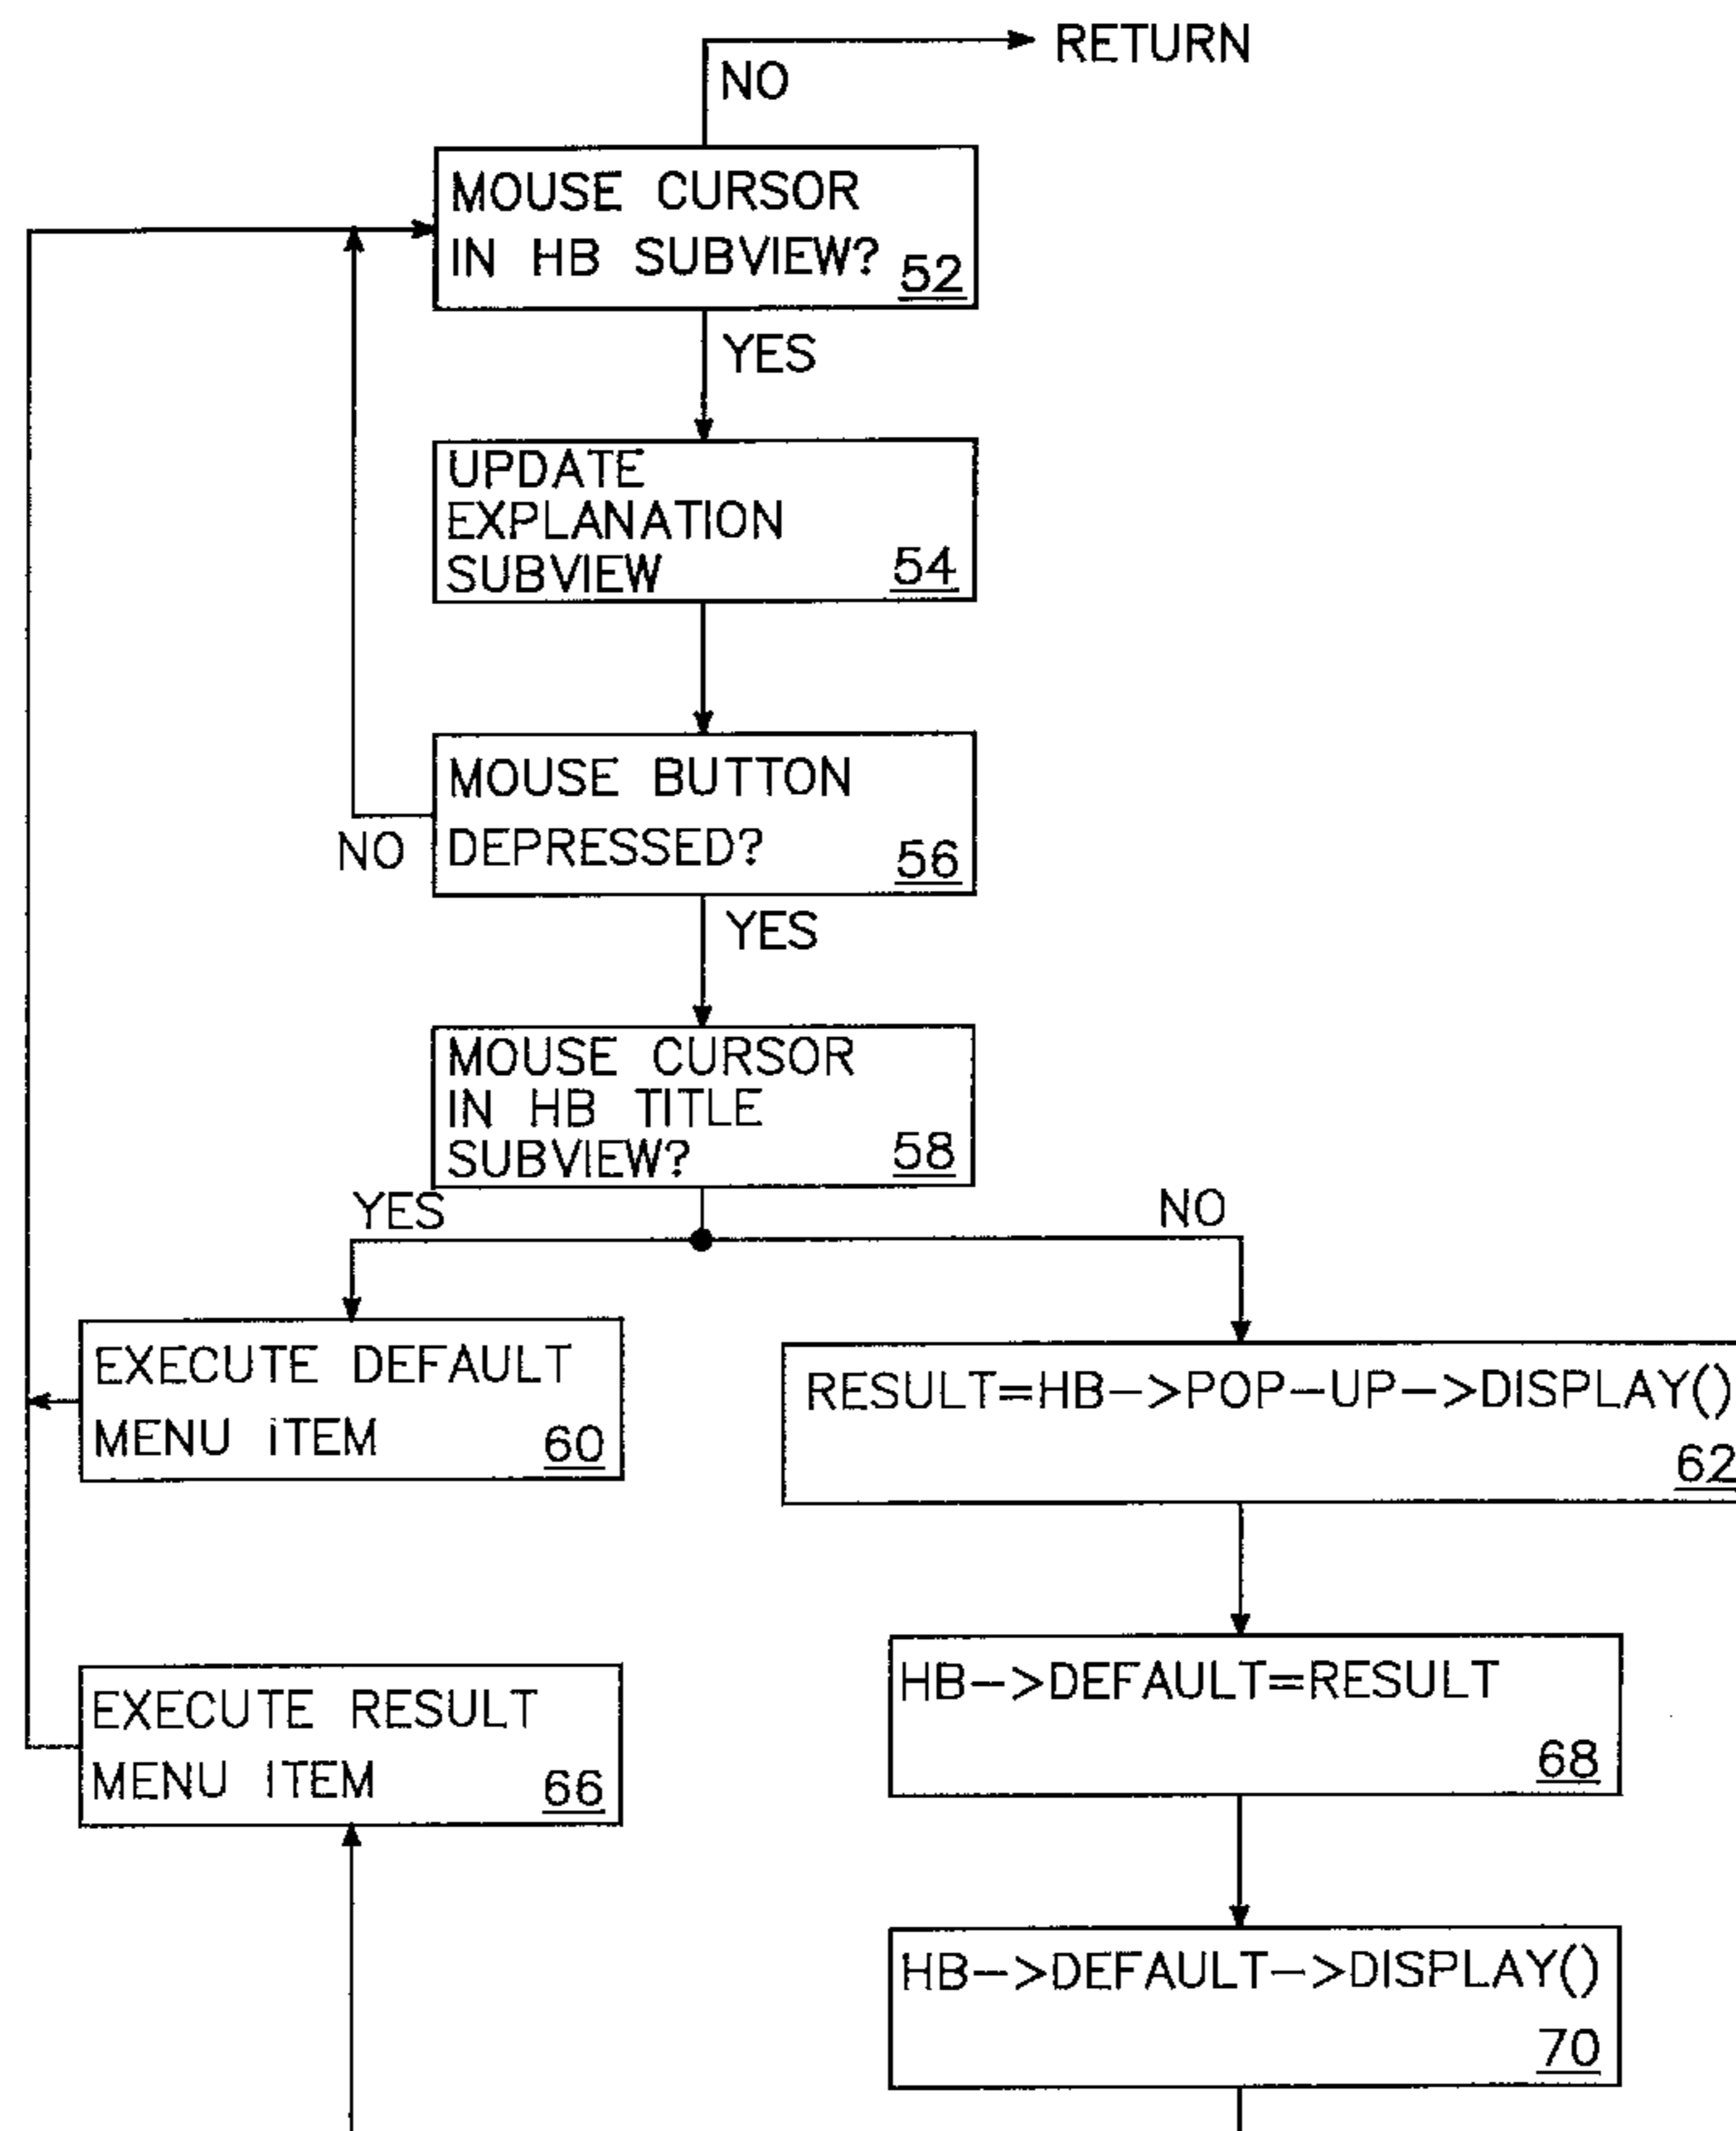 RETURN
NO
MOUSE CURSOR
IN HB SUBVIEW?
52
YES
UPDATE
EXPLANATION
SUBVIEW
54
MOUSE BUTTON
DEPRESSED?
56
NO
YES
MOUSE CURSOR
IN HB TITLE
SUBVIEW?
58
YES
NO
EXECUTE DEFAULT
MENU ITEM
60
RESULT=HB->POP-UP->DISPLAY()
62
HB->DEFAULT=RESULT
68
EXECUTE RESULT
MENU ITEM
66
HB->DEFAULT->DISPLAY()
70